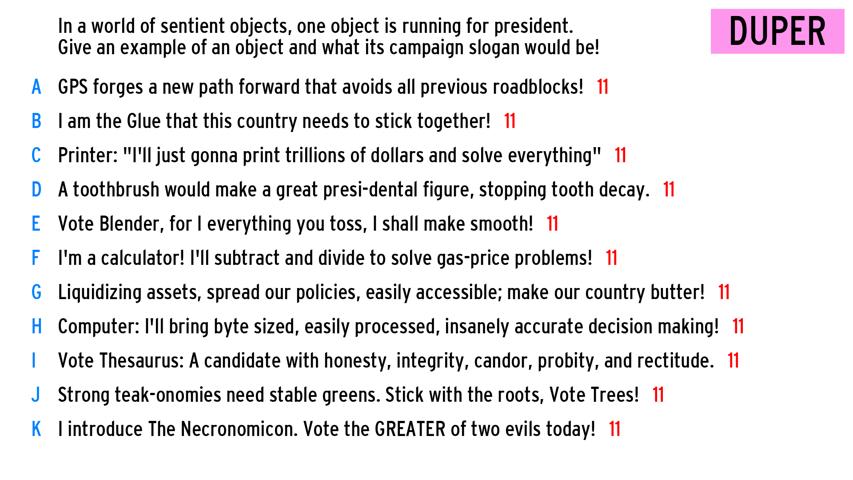 In a world of sentient objects, one object is running for president.
Give an example of an object and what its campaign slogan would be!
DUPER
A GPS forges a new path forward that avoids all previous roadblocks! 11
B I am the Glue that this country needs to stick together! 11
C Printer: "I'll just gonna print trillions of dollars and solve everything" 11
D A toothbrush would make a great presi-dental figure, stopping tooth decay. 11
E Vote Blender, for I everything you toss, I shall make smooth! 11
F I'm a calculator! I'll subtract and divide to solve gas-price problems! 11
G Liquidizing assets, spread our policies, easily accessible; make our country butter! 11
H Computer: I'll bring byte sized, easily processed, insanely accurate decision making! 11
I Vote Thesaurus: A candidate with honesty, integrity, candor, probity, and rectitude. 11
J Strong teak-onomies need stable greens. Stick with the roots, Vote Trees! 11
K I introduce The Necronomicon. Vote the GREATER of two evils today! 11